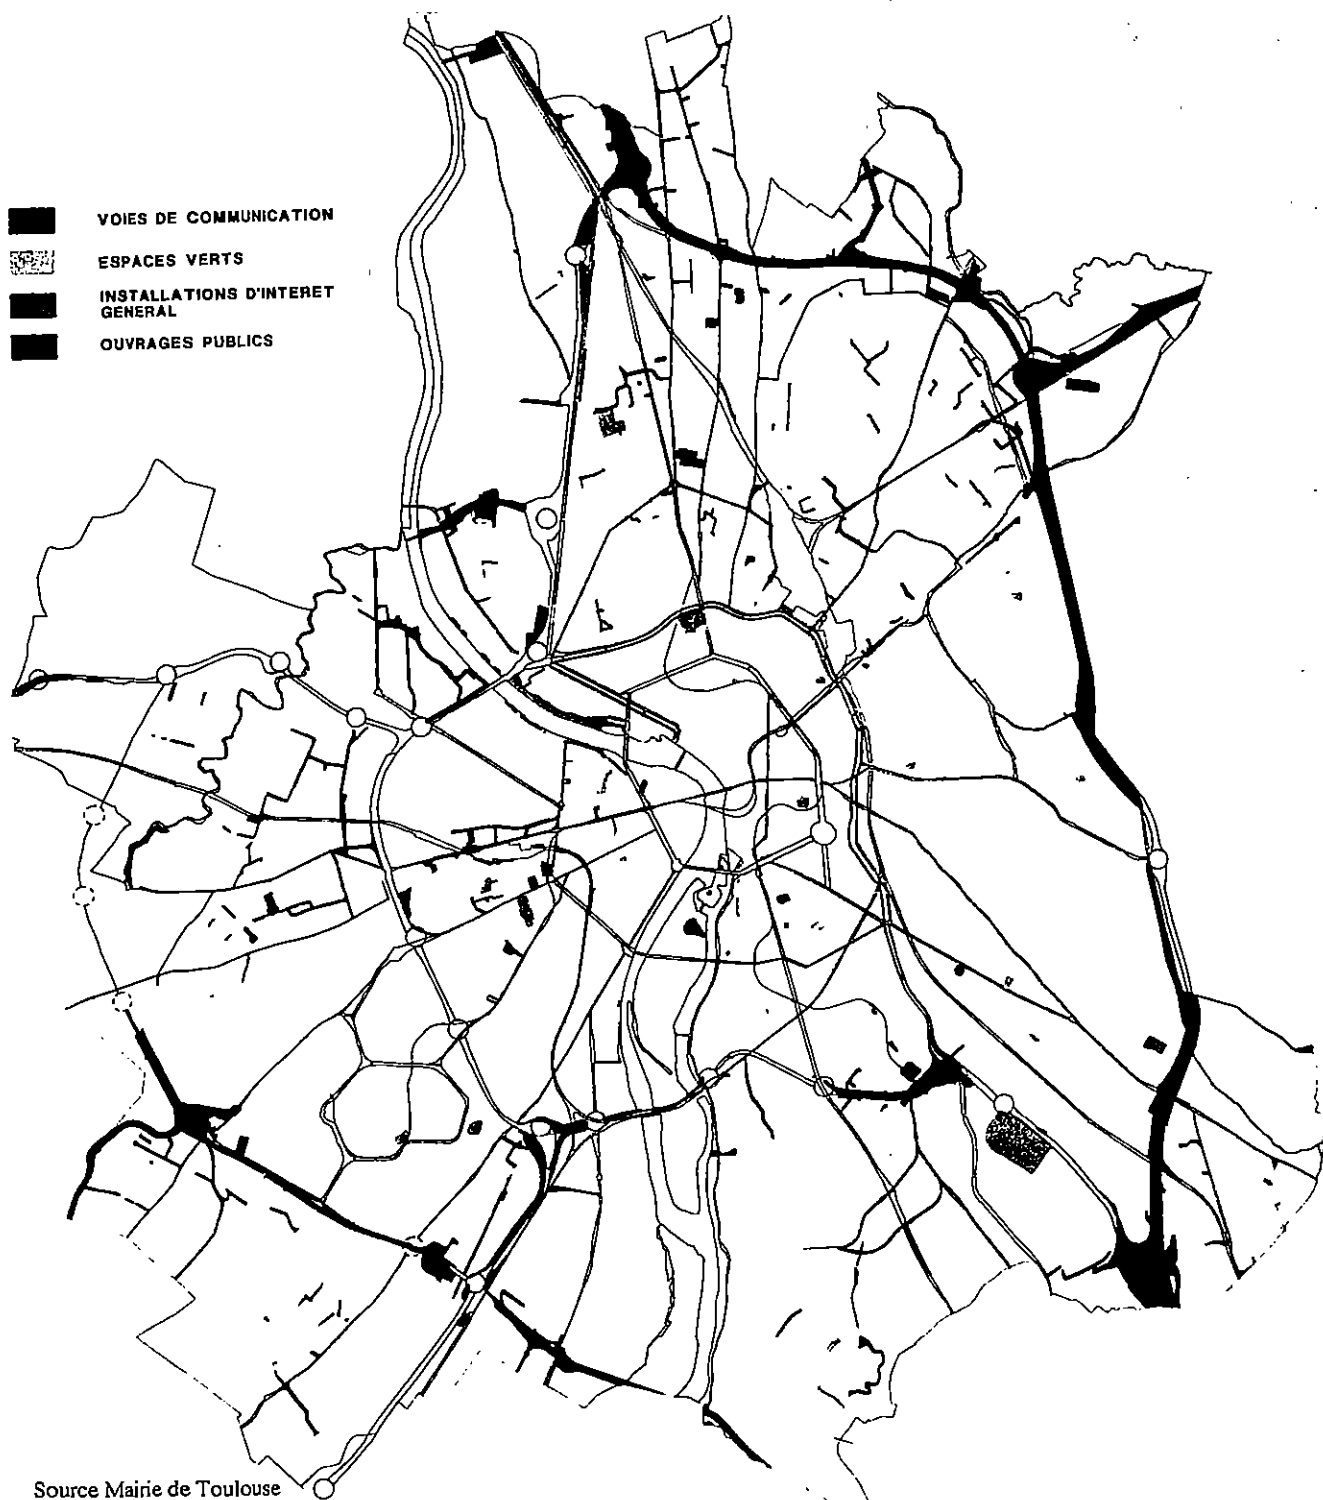 VOIES DE COMMUNICATION
ESPACES VERTS
INSTALLATIONS D'INTERET
GENERAL
OUVRAGES PUBLICS
Source Mairie de Toulouse